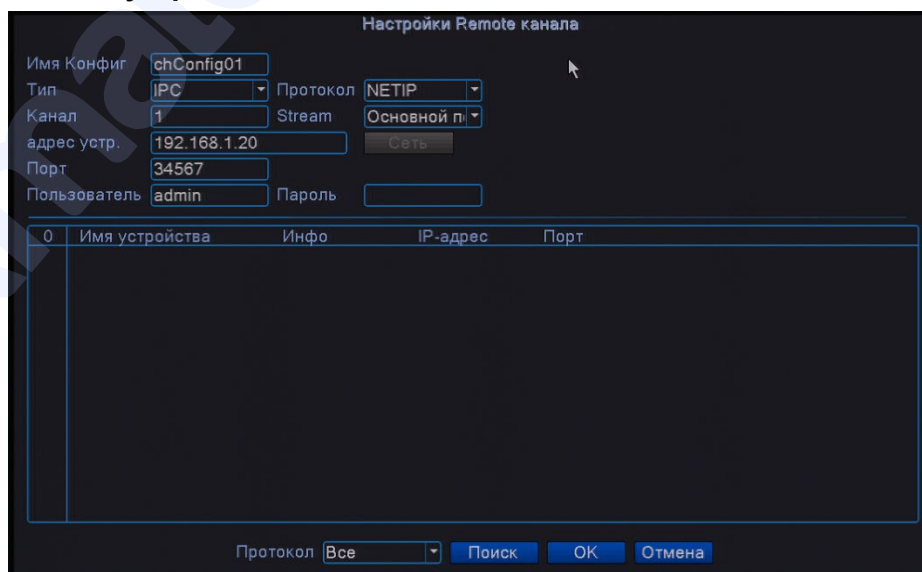 Настройки Remote канала
Имя Конфиг chConfig01
Тип IPC Протокол NETIP
Канал 1 Stream Основной п
адрес устр. 192.168.1.20 Сеть
Порт 34567
Пользователь admin Пароль
0 Имя устройства Инфо IP-адрес Порт
Протокол Все Поиск OK Отмена